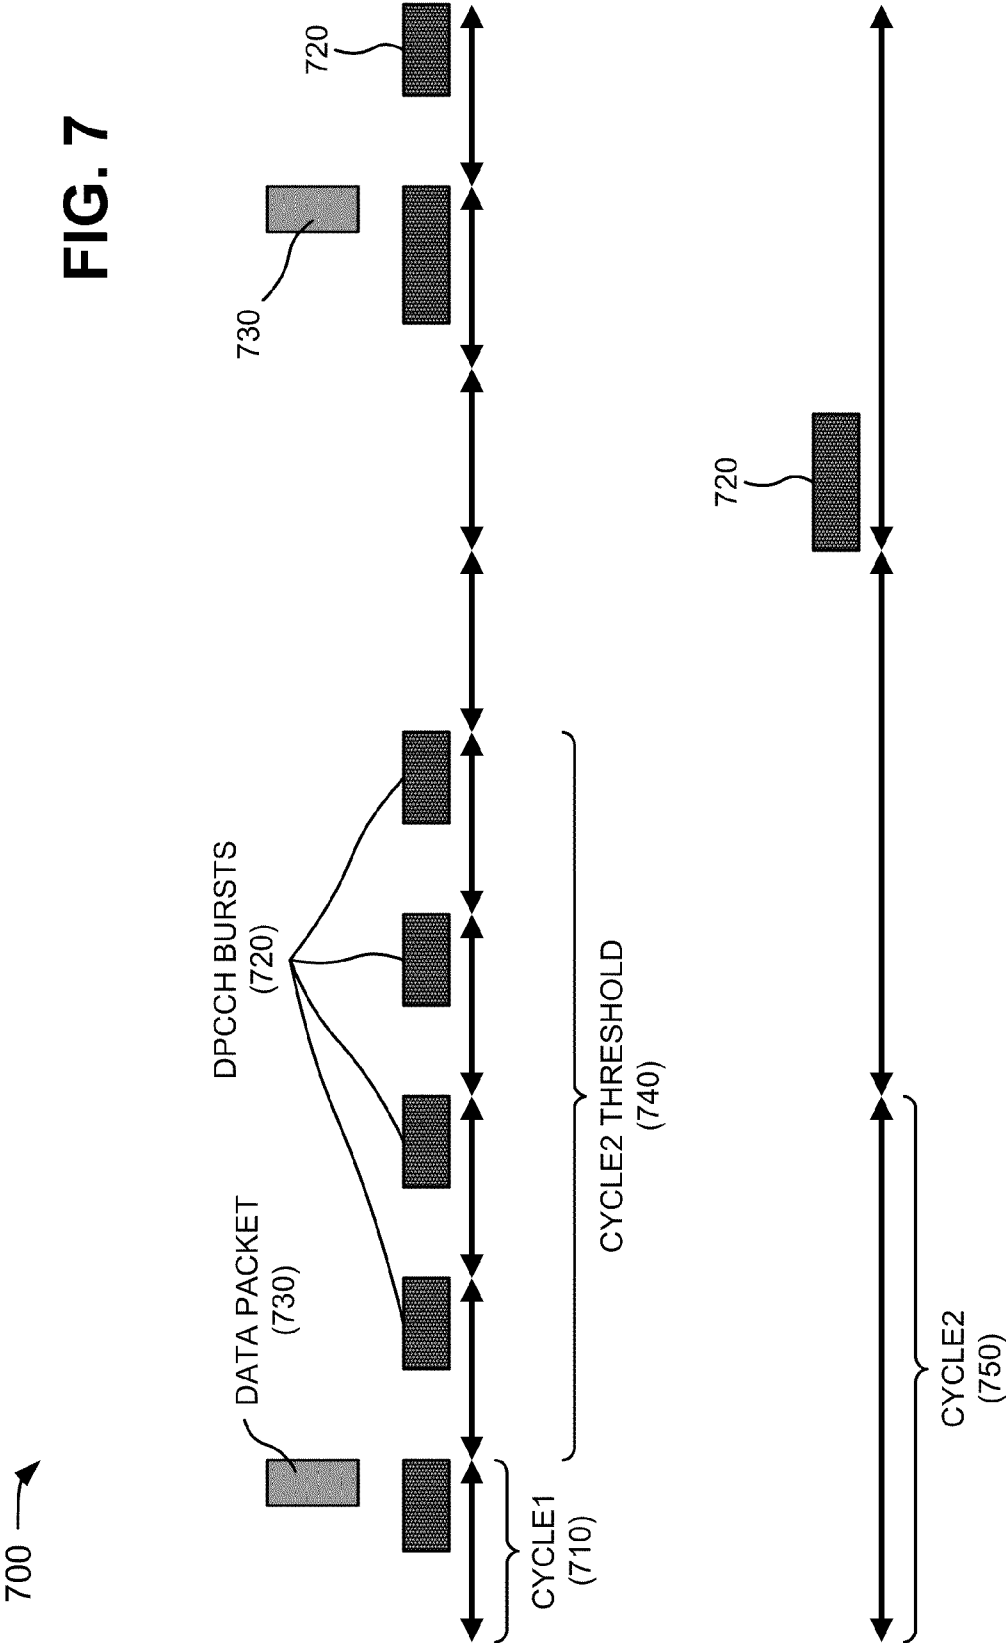 FIG. 7
700
DATA PACKET
(730)
DPCCH BURSTS
(720)
730
720
CYCLE1
(710)
CYCLE2 THRESHOLD
(740)
720
CYCLE2
(750)